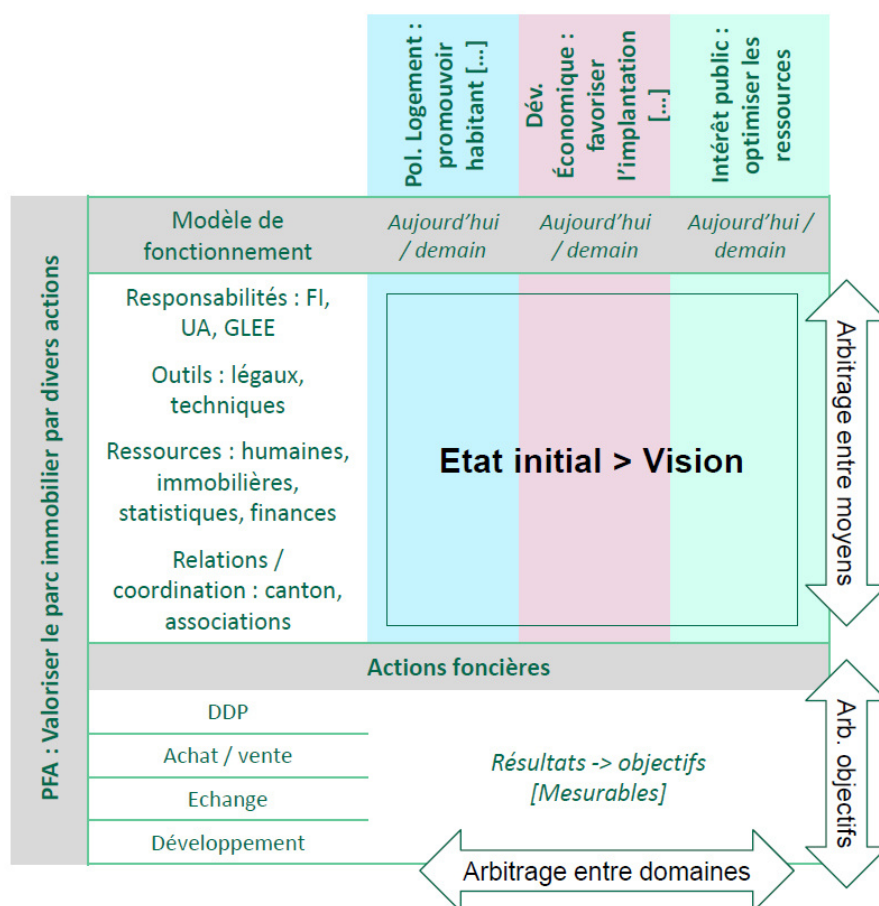 Pol. Logement :
promouvoir
habitant [...]
Dév.
Économique :
favoriser
l'implantation
[...]
Intérêt public :
optimiser les
ressources
PFA : Valoriser le parc immobilier par divers actions
Modèle de
fonctionnement
Aujourd'hui
/ demain
Aujourd'hui
/ demain
Aujourd'hui /
demain
Responsabilités : FI,
UA, GLEE
Outils : légaux,
techniques
Ressources : humaines,
immobilières,
statistiques, finances
Relations /
coordination : canton,
associations
Etat initial > Vision
Arbitrage entre moyens
Actions foncières
DDP
Achat / vente
Echange
Développement
Résultats -> objectifs
[Mesurables]
Arb. objectifs
Arbitrage entre domaines